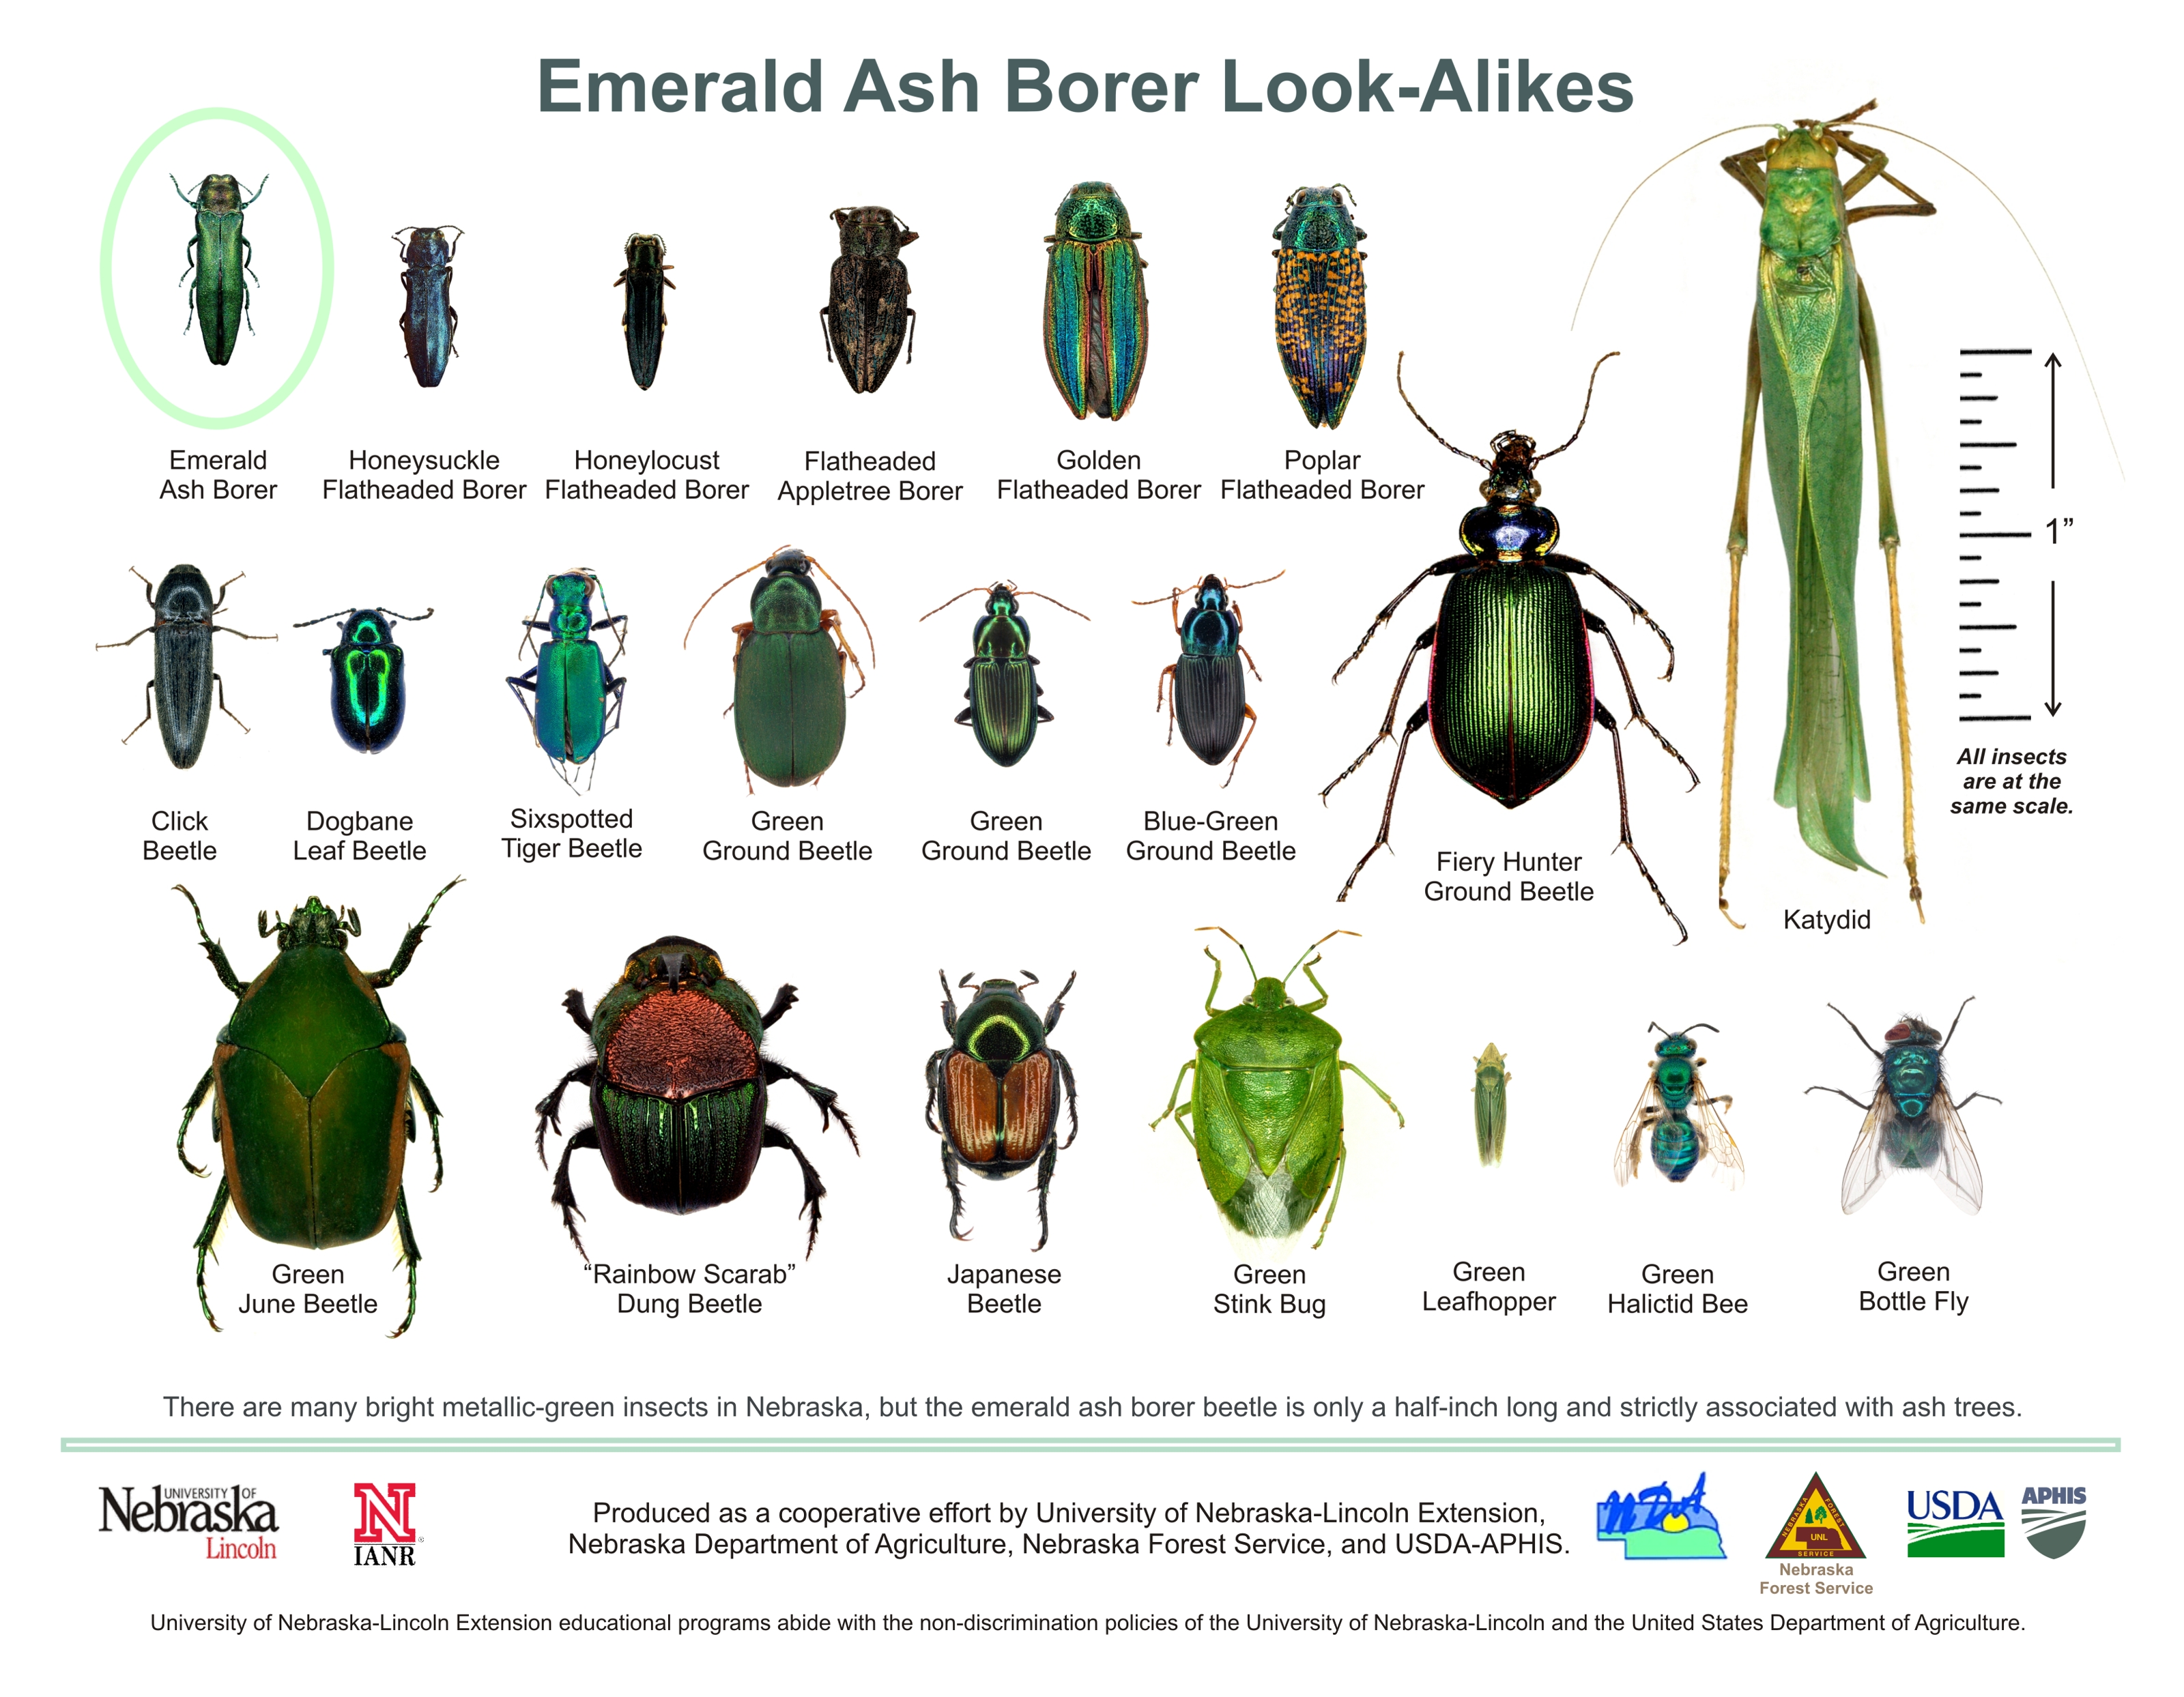 Emerald Ash Borer Look-Alikes
Emerald
Ash Borer
Honeysuckle
Flatheaded Borer
Honeylocust
Flatheaded Borer
Flatheaded
Appletree Borer
Golden
Flatheaded Borer
Poplar
Flatheaded Borer
1”
All insects
are at the
same scale.
Click
Beetle
Dogbane
Leaf Beetle
Sixspotted
Tiger Beetle
Green
Ground Beetle
Green
Ground Beetle
Blue-Green
Ground Beetle
Fiery Hunter
Ground Beetle
Katydid
Green
June Beetle
“Rainbow Scarab”
Dung Beetle
Japanese
Beetle
Green
Stink Bug
Green
Leafhopper
Green
Halictid Bee
Green
Bottle Fly
There are many bright metallic-green insects in Nebraska, but the emerald ash borer beetle is only a half-inch long and strictly associated with ash trees.
UNIVERSITY OF
Nebraska
Lincoln
N
IANR
®
Produced as a cooperative effort by University of Nebraska-Lincoln Extension,
Nebraska Department of Agriculture, Nebraska Forest Service, and USDA-APHIS.
NDA
NEBRASKA FOREST
UNL
SERVICE
Nebraska
Forest Service
USDA
APHIS
University of Nebraska-Lincoln Extension educational programs abide with the non-discrimination policies of the University of Nebraska-Lincoln and the United States Department of Agriculture.